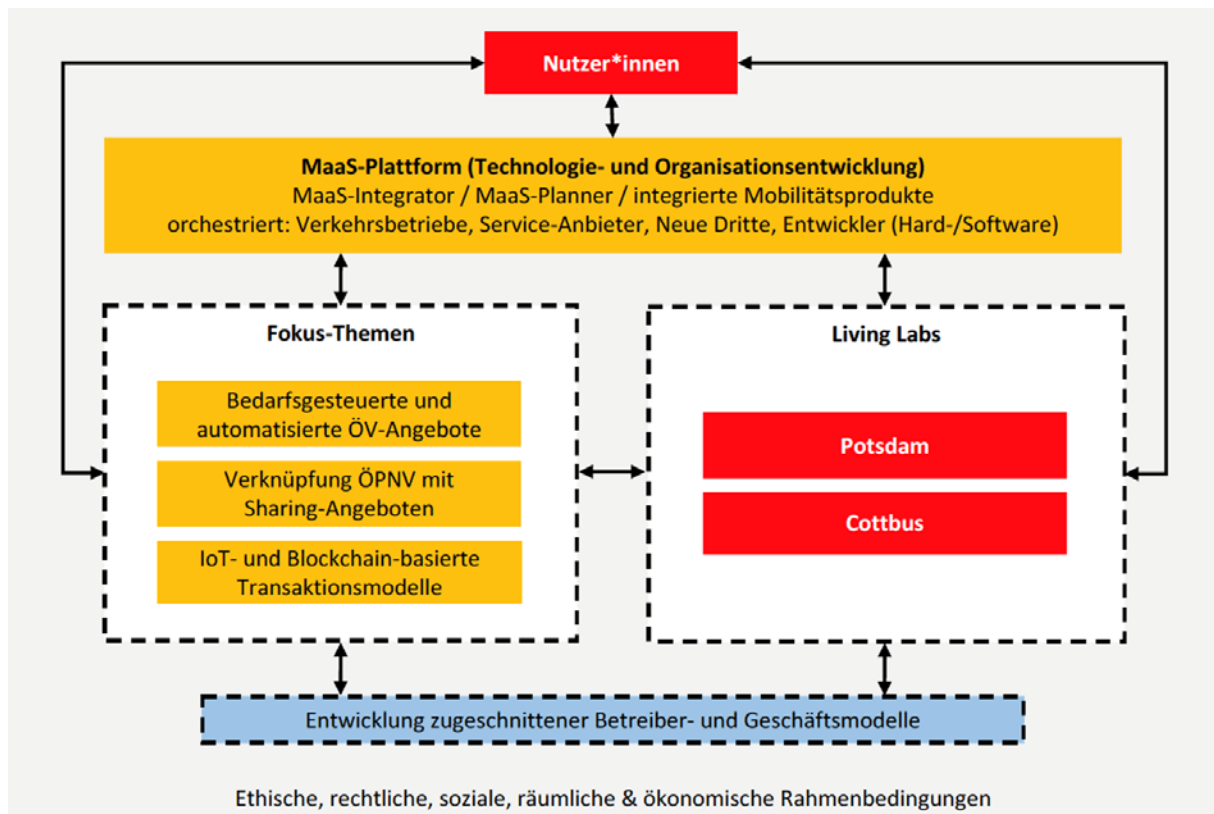 Nutzer*innen
MaaS-Plattform (Technologie- und Organisationsentwicklung)
MaaS-Integrator / MaaS-Planner / integrierte Mobilitätsprodukte
orchestriert: Verkehrsbetriebe, Service-Anbieter, Neue Dritte, Entwickler (Hard-/Software)
Fokus-Themen
Bedarfsgesteuerte und
automatisierte ÖV-Angebote
Verknüpfung ÖPNV mit
Sharing-Angeboten
IoT- und Blockchain-basierte
Transaktionsmodelle
Living Labs
Potsdam
Cottbus
Entwicklung zugeschnittener Betreiber- und Geschäftsmodelle
Ethische, rechtliche, soziale, räumliche & ökonomische Rahmenbedingungen